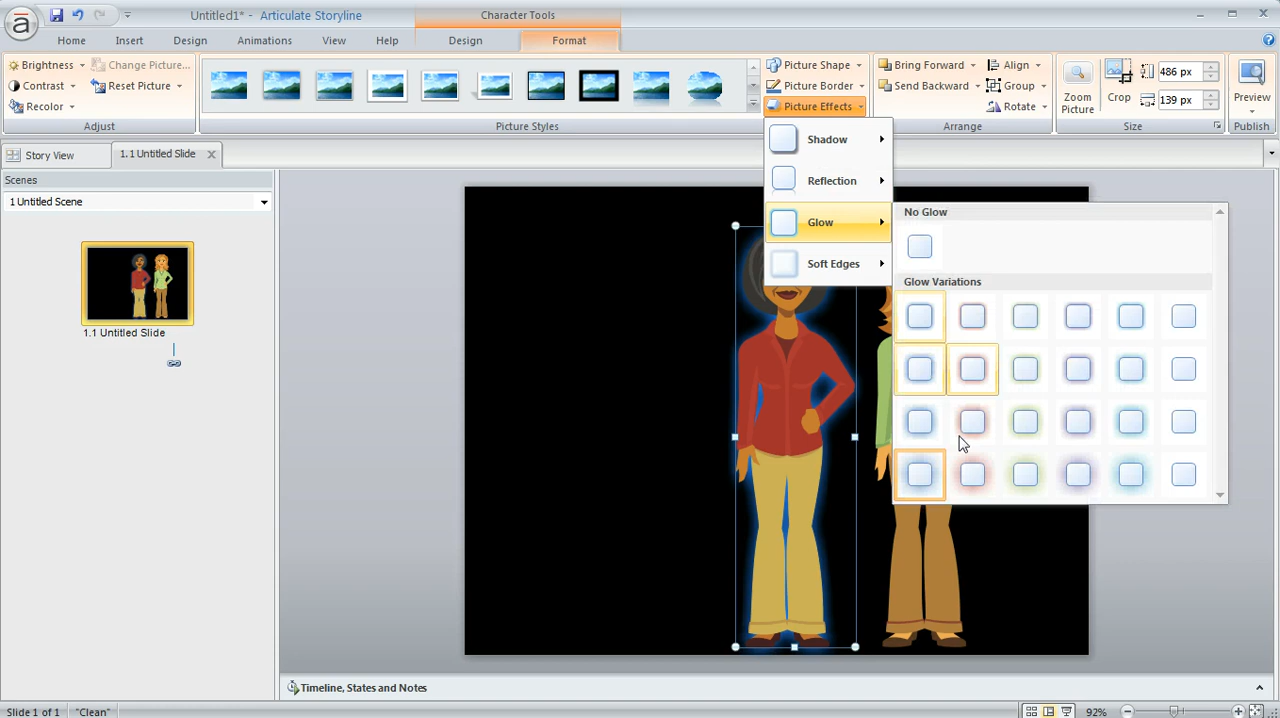 Untitled1* - Articulate Storyline
Character Tools
Home
Insert
Design
Animations
View
Help
Design
Format
Brightness
Contrast
Recolor
Change Picture...
Reset Picture
Adjust
Picture Styles
Picture Shape
Picture Border
Picture Effects
Bring Forward
Send Backward
Align
Group
Rotate
Arrange
Zoom
Picture
Crop
486 px
139 px
Size
Preview
Publish
Story View
1.1 Untitled Slide
Scenes
1 Untitled Scene
1.1 Untitled Slide
Shadow
Reflection
Glow
Soft Edges
No Glow
Glow Variations
Timeline, States and Notes
Slide 1 of 1
"Clean"
92%